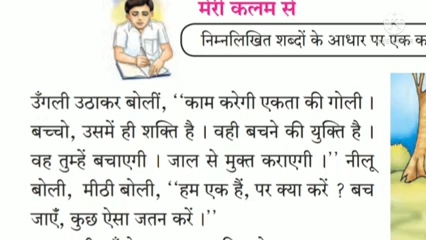 मेरी कलम से
निम्नलिखित शब्दों के आधार पर एक क
उँगली उठाकर बोलीं, ‘‘काम करेगी एकता की गोली ।
बच्चो, उसमें ही शक्ति है । वही बचने की युक्ति है ।
वह तुम्हें बचाएगी । जाल से मुक्त कराएगी ।’’ नीलू
बोली, मीठी बोली, ‘‘हम एक हैं, पर क्या करें ? बच
जाएँ, कुछ ऐसा जतन करें ।’’